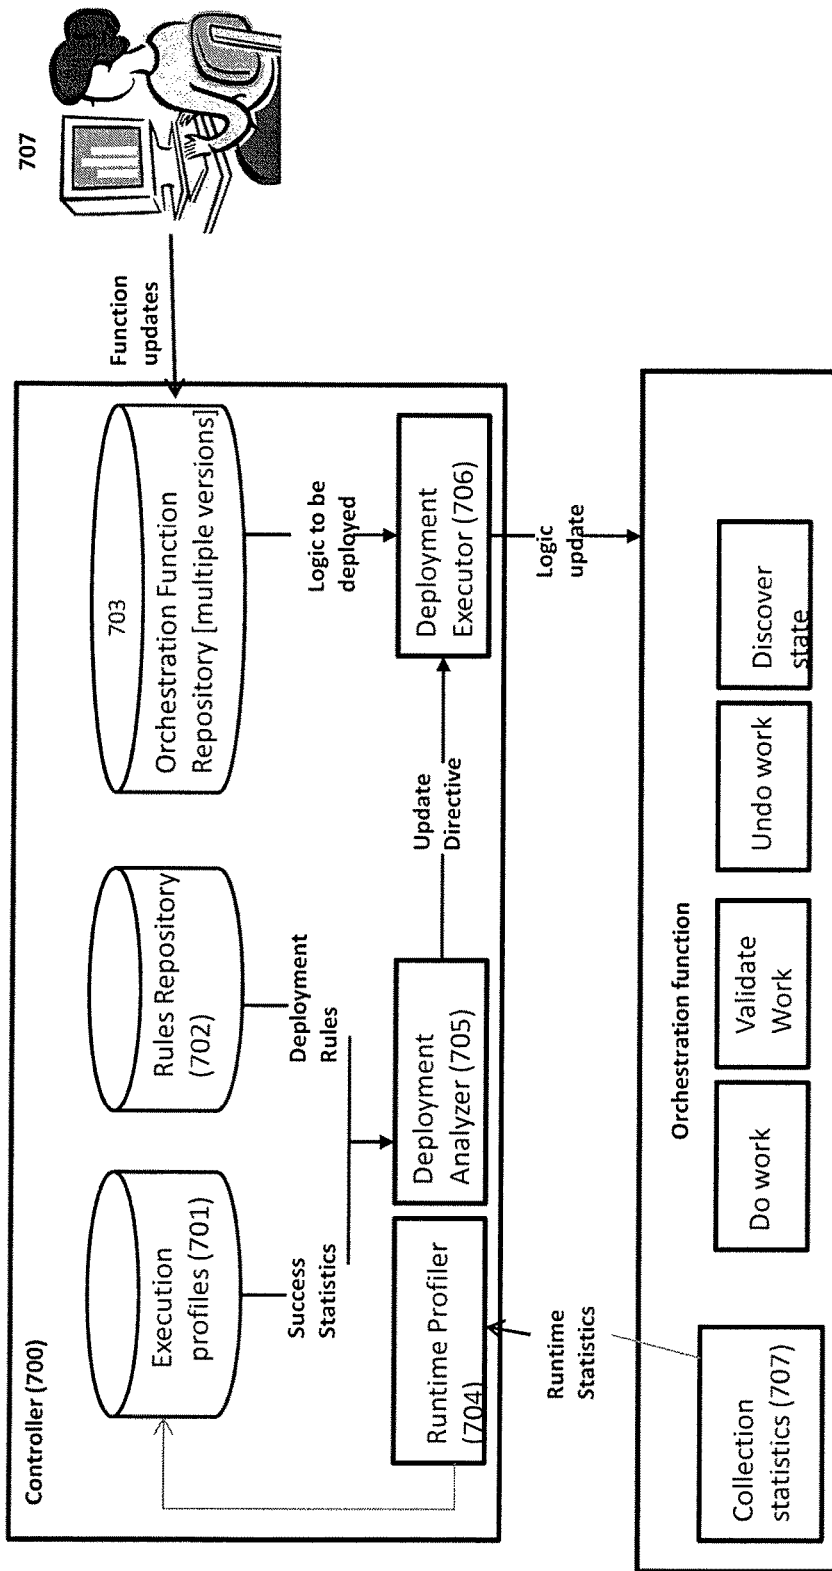 Controller (700)
Execution
profiles (701)
Rules Repository
(702)
703
Orchestration Function
Repository [multiple versions]
Function
updates
707
Success
Statistics
Deployment
Rules
Logic to be
deployed
Runtime Profiler
(704)
Deployment
Analyzer (705)
Update
Directive
Deployment
Executor (706)
Runtime
Statistics
Logic
update
Orchestration function
Collection
statistics (707)
Do work
Validate
Work
Undo work
Discover
state